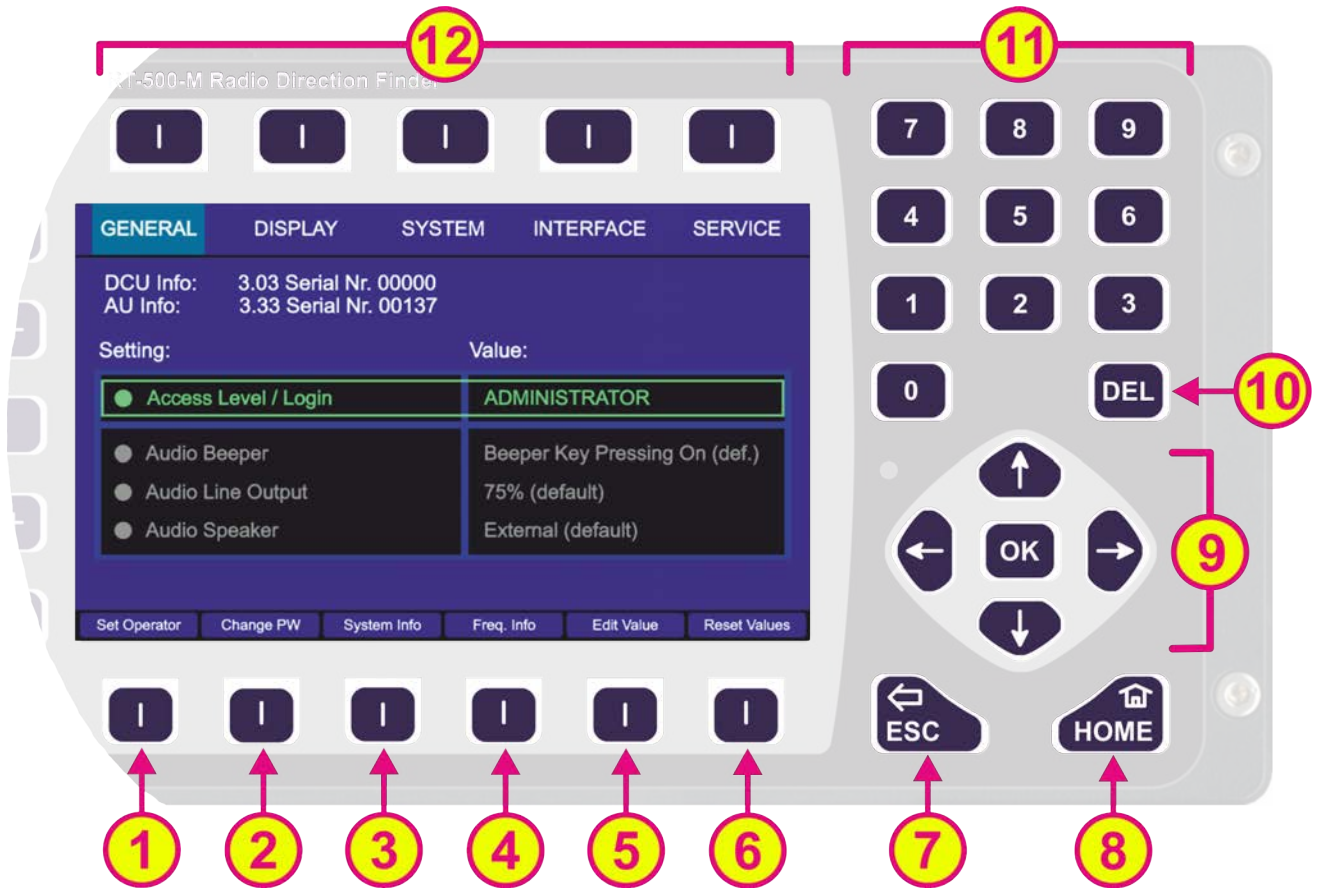 12
11
RT-500-M Radio Direction Finder
7 8 9
GENERAL DISPLAY SYSTEM INTERFACE SERVICE
4 5 6
DCU Info: 3.03 Serial Nr. 00000
AU Info: 3.33 Serial Nr. 00137
1 2 3
Setting: Value:
Access Level / Login ADMINISTRATOR
0 DEL
10
Audio Beeper Beeper Key Pressing On (def.)
Audio Line Output 75% (default)
Audio Speaker External (default)
OK
9
Set Operator Change PW System Info Freq. Info Edit Value Reset Values
ESC HOME
1 2 3 4 5 6 7 8